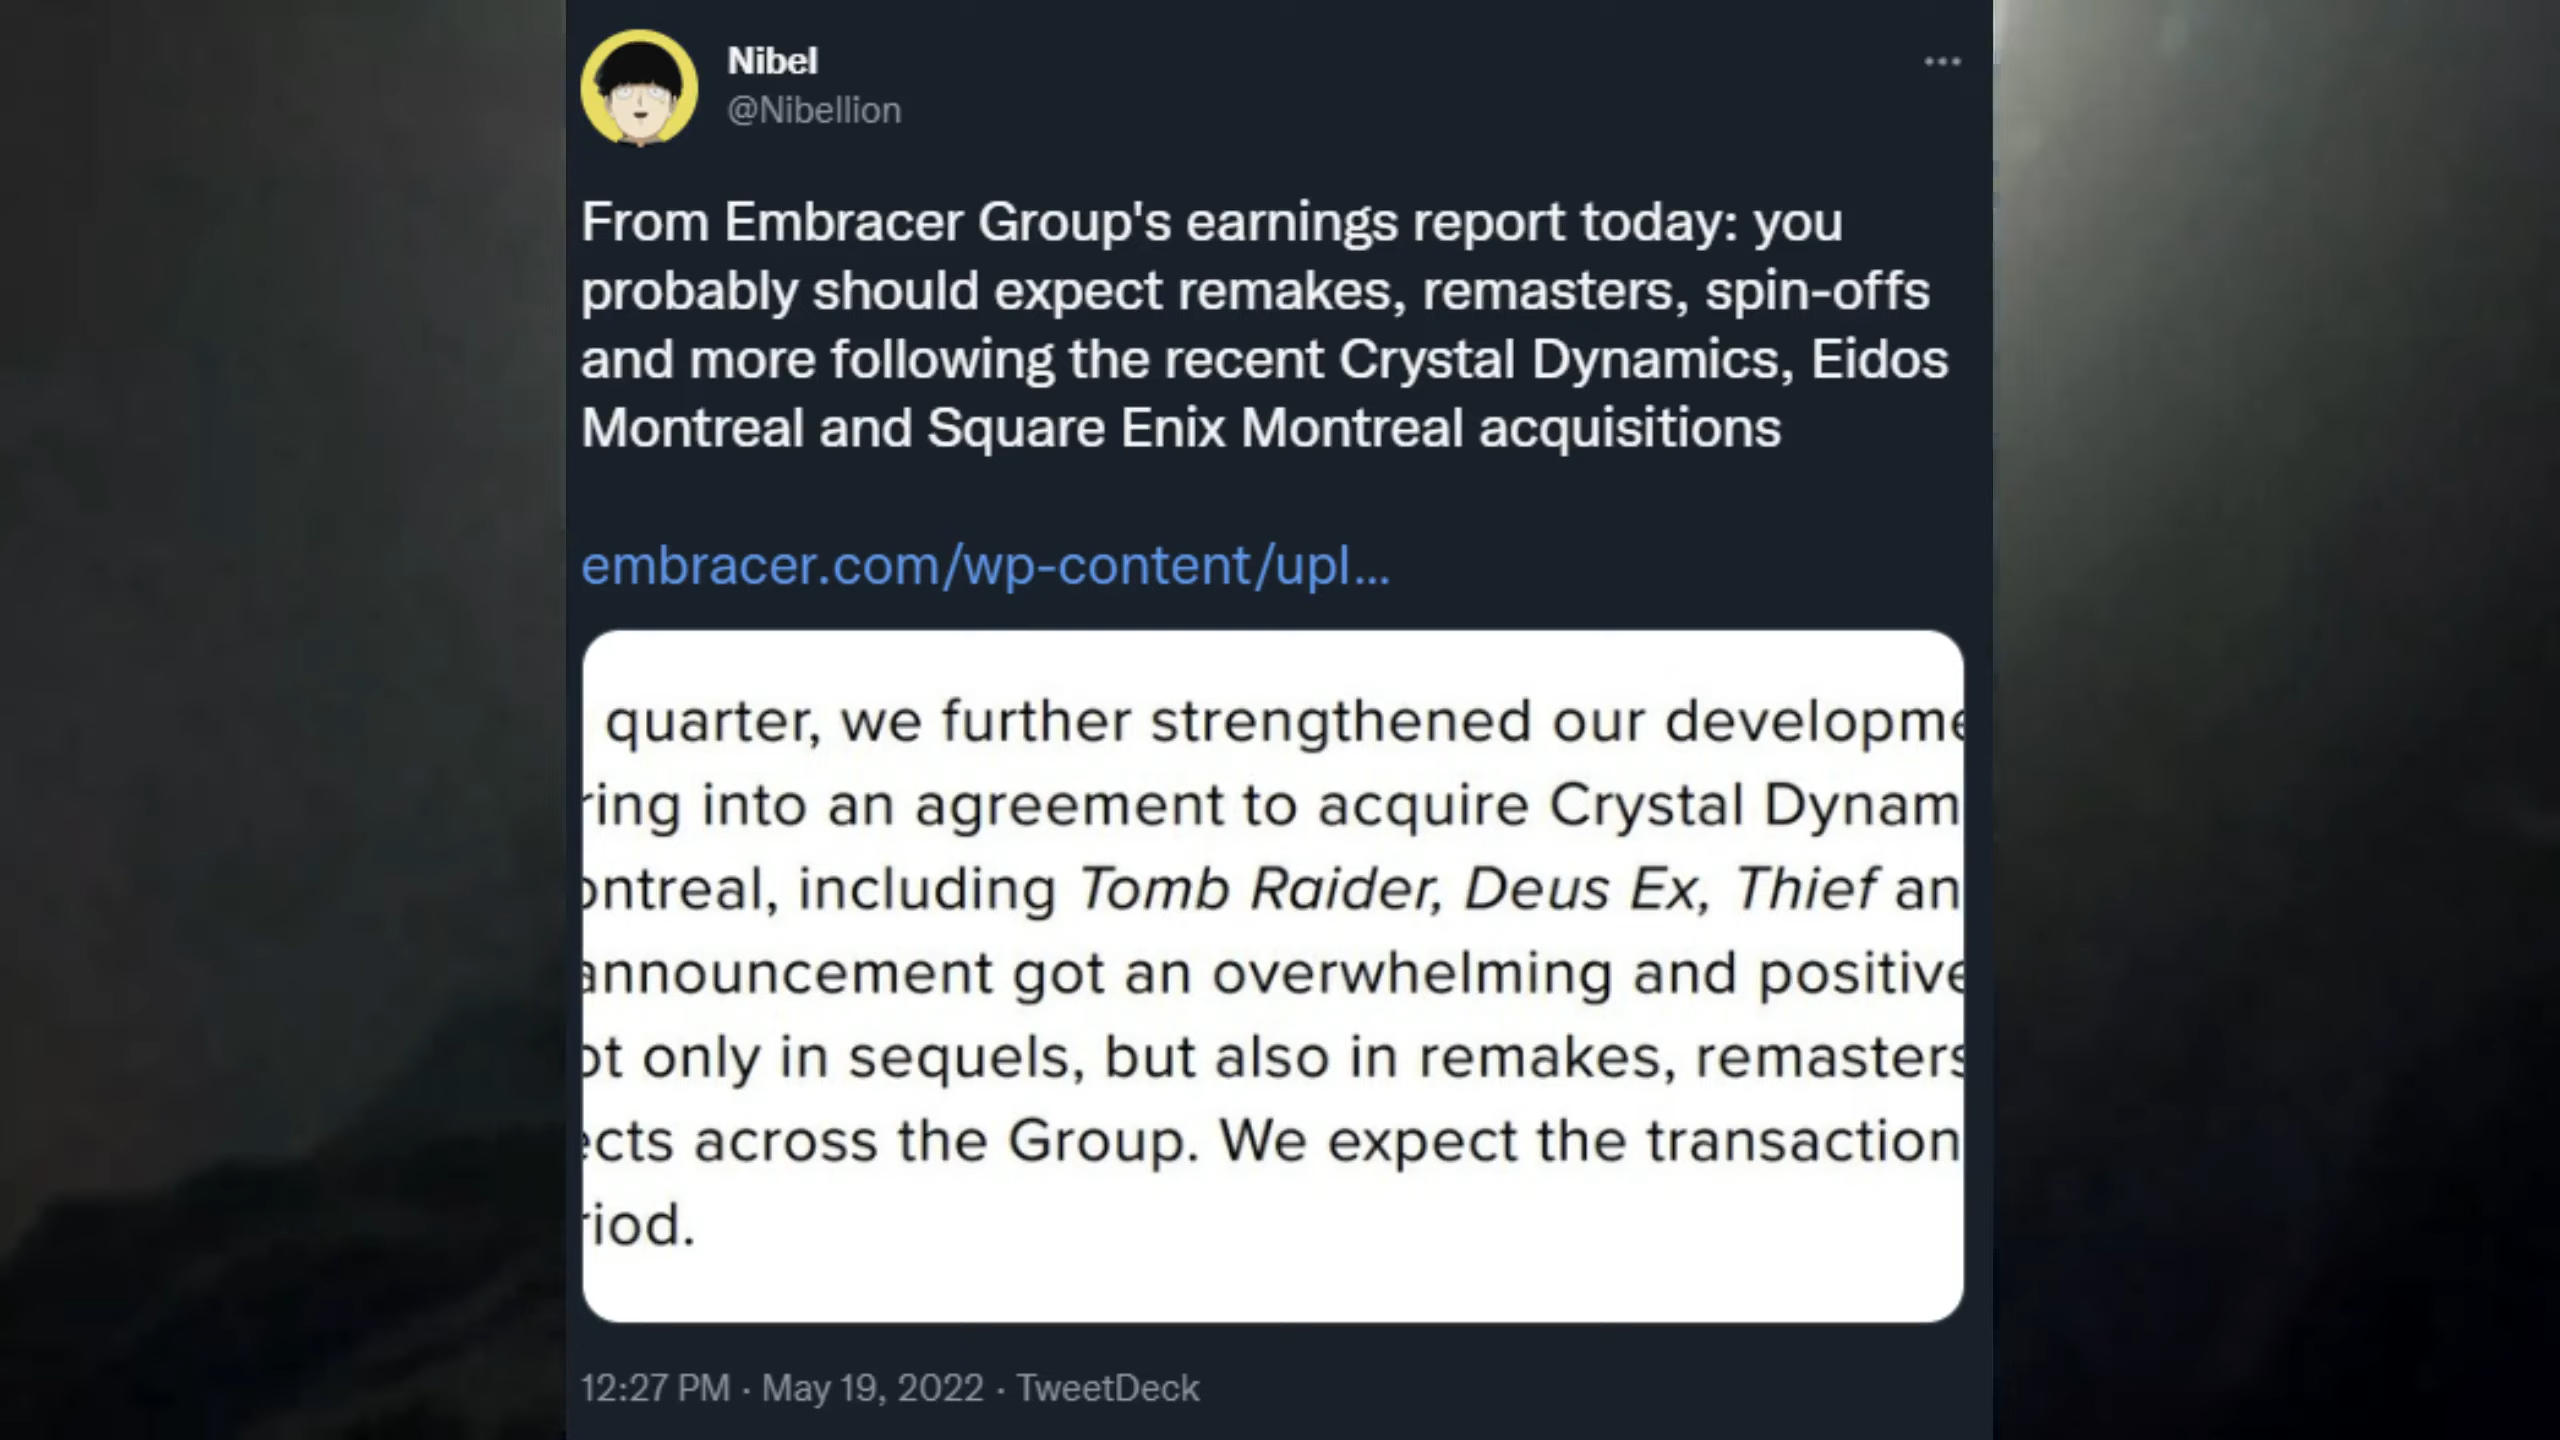 Nibel
@Nibellion
From Embracer Group's earnings report today: you
probably should expect remakes, remasters, spin-offs
and more following the recent Crystal Dynamics, Eidos
Montreal and Square Enix Montreal acquisitions
embracer.com/wp-content/upl...
quarter, we further strengthened our developme
ring into an agreement to acquire Crystal Dynam
ontreal, including Tomb Raider, Deus Ex, Thief an
announcement got an overwhelming and positive
ot only in sequels, but also in remakes, remasters
ects across the Group. We expect the transaction
riod.
12:27 PM · May 19, 2022 · TweetDeck